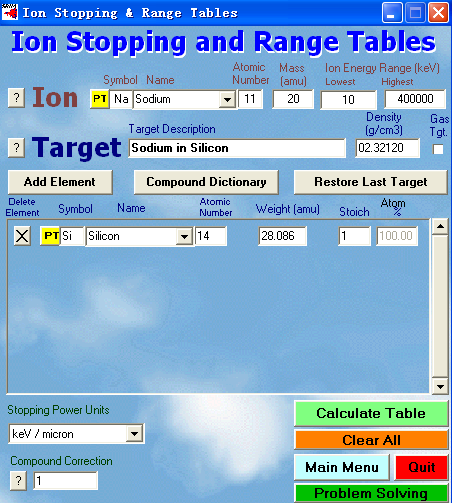 Ion Stopping & Range Tables
Ion Stopping and Range Tables
Symbol Name Atomic Number Mass (amu) Ion Energy Range (keV) Lowest Highest
? Ion PT Na Sodium 11 20 10 400000
Target Description Density (g/cm3) Gas Tgt.
? Target Sodium in Silicon 02.32120
Add Element Compound Dictionary Restore Last Target
Delete Element Symbol Name Atomic Number Weight (amu) Stoich Atom %
X PT Si Silicon 14 28.086 1 100.00
Stopping Power Units
keV / micron
Compound Correction
? 1
Calculate Table
Clear All
Main Menu Quit
Problem Solving